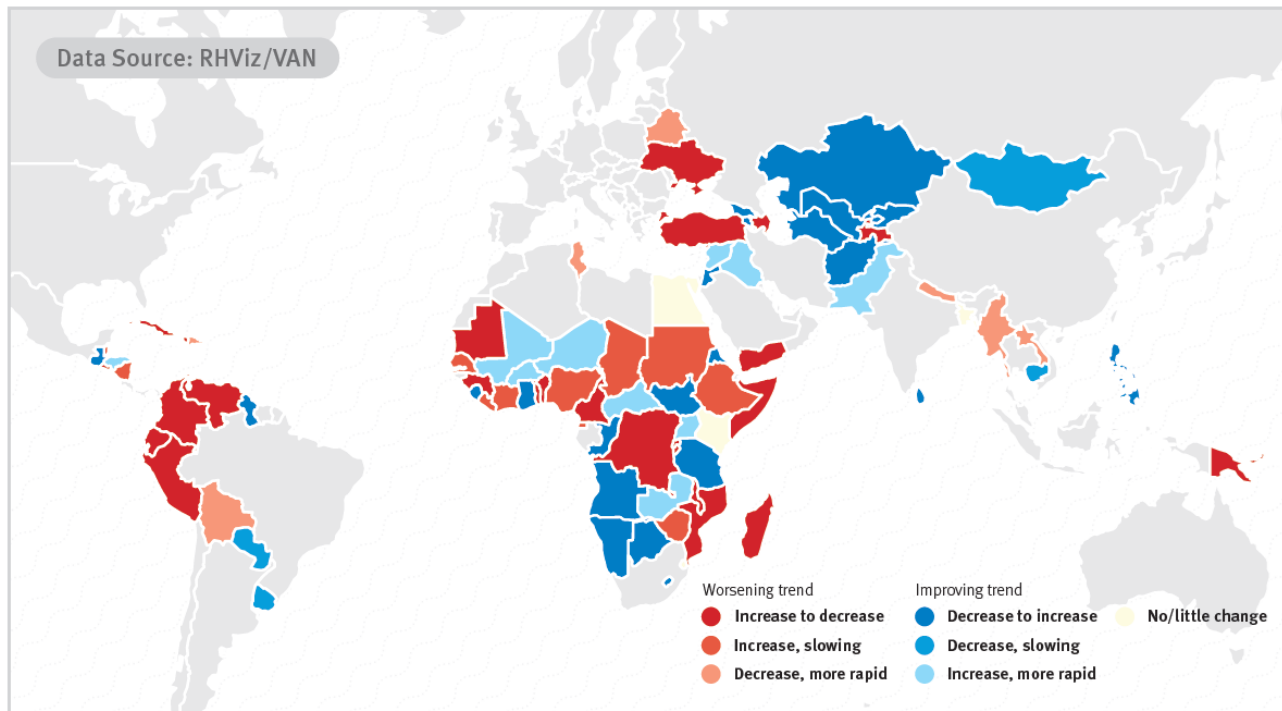 Data Source: RHViz/VAN
Worsening trend
Increase to decrease
Increase, slowing
Decrease, more rapid
Improving trend
Decrease to increase
Decrease, slowing
Increase, more rapid
No/little change